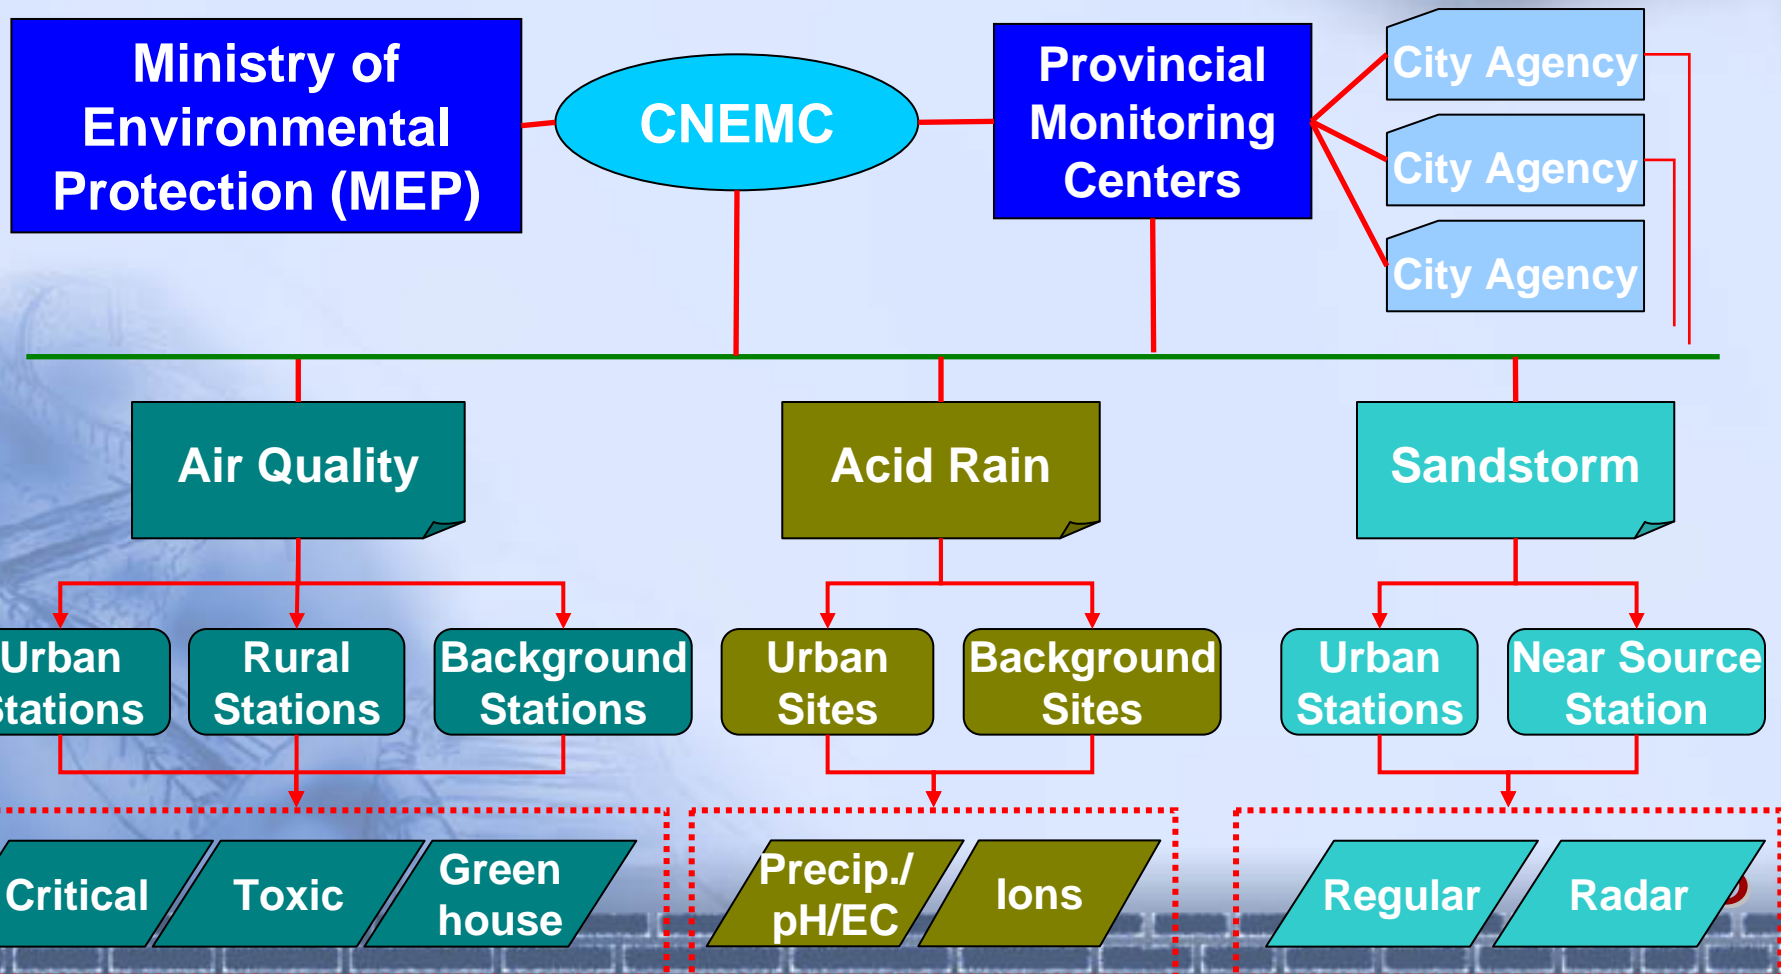 Ministry of
Environmental
Protection (MEP)
CNEMC
Provincial
Monitoring
Centers
City Agency
City Agency
City Agency
Air Quality
Acid Rain
Sandstorm
Urban
Stations
Rural
Stations
Background
Stations
Urban
Sites
Background
Sites
Urban
Stations
Near Source
Station
Critical
Toxic
Green
house
Precip./
pH/EC
Ions
Regular
Radar